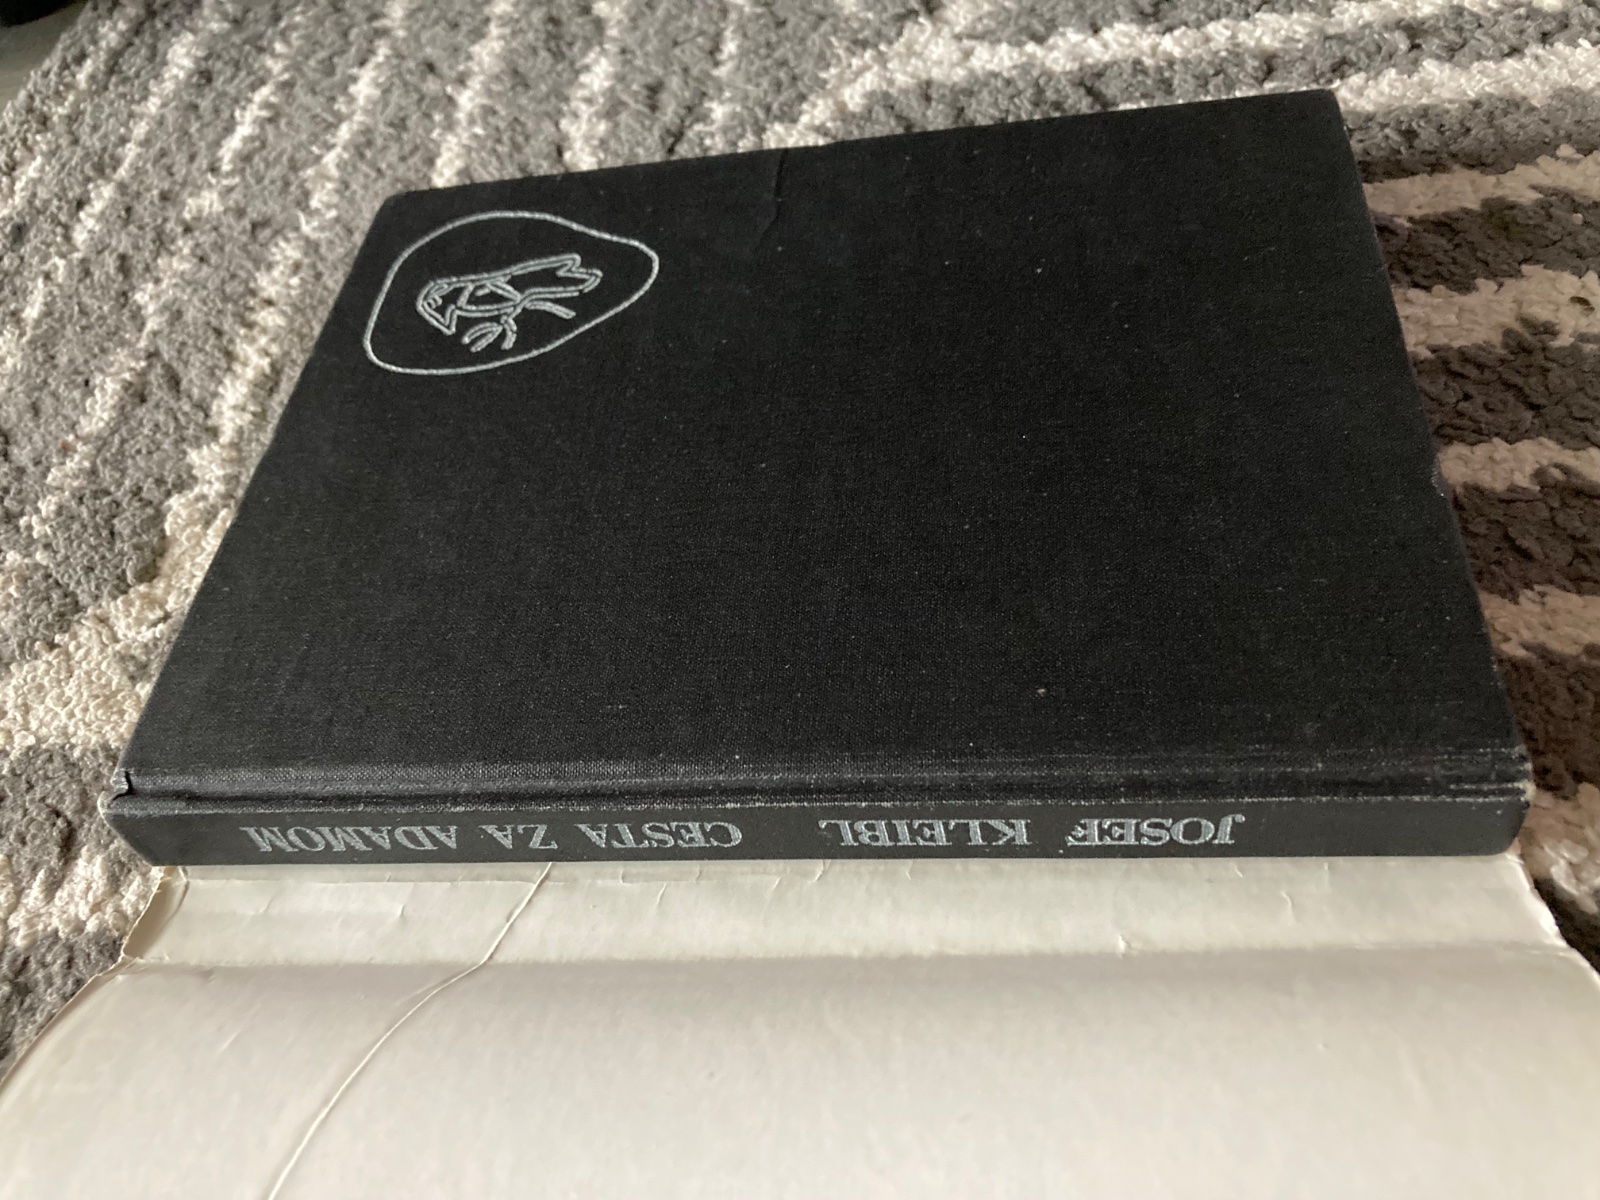 JOSEF KLEIBL CESTA ZA ADAMOM